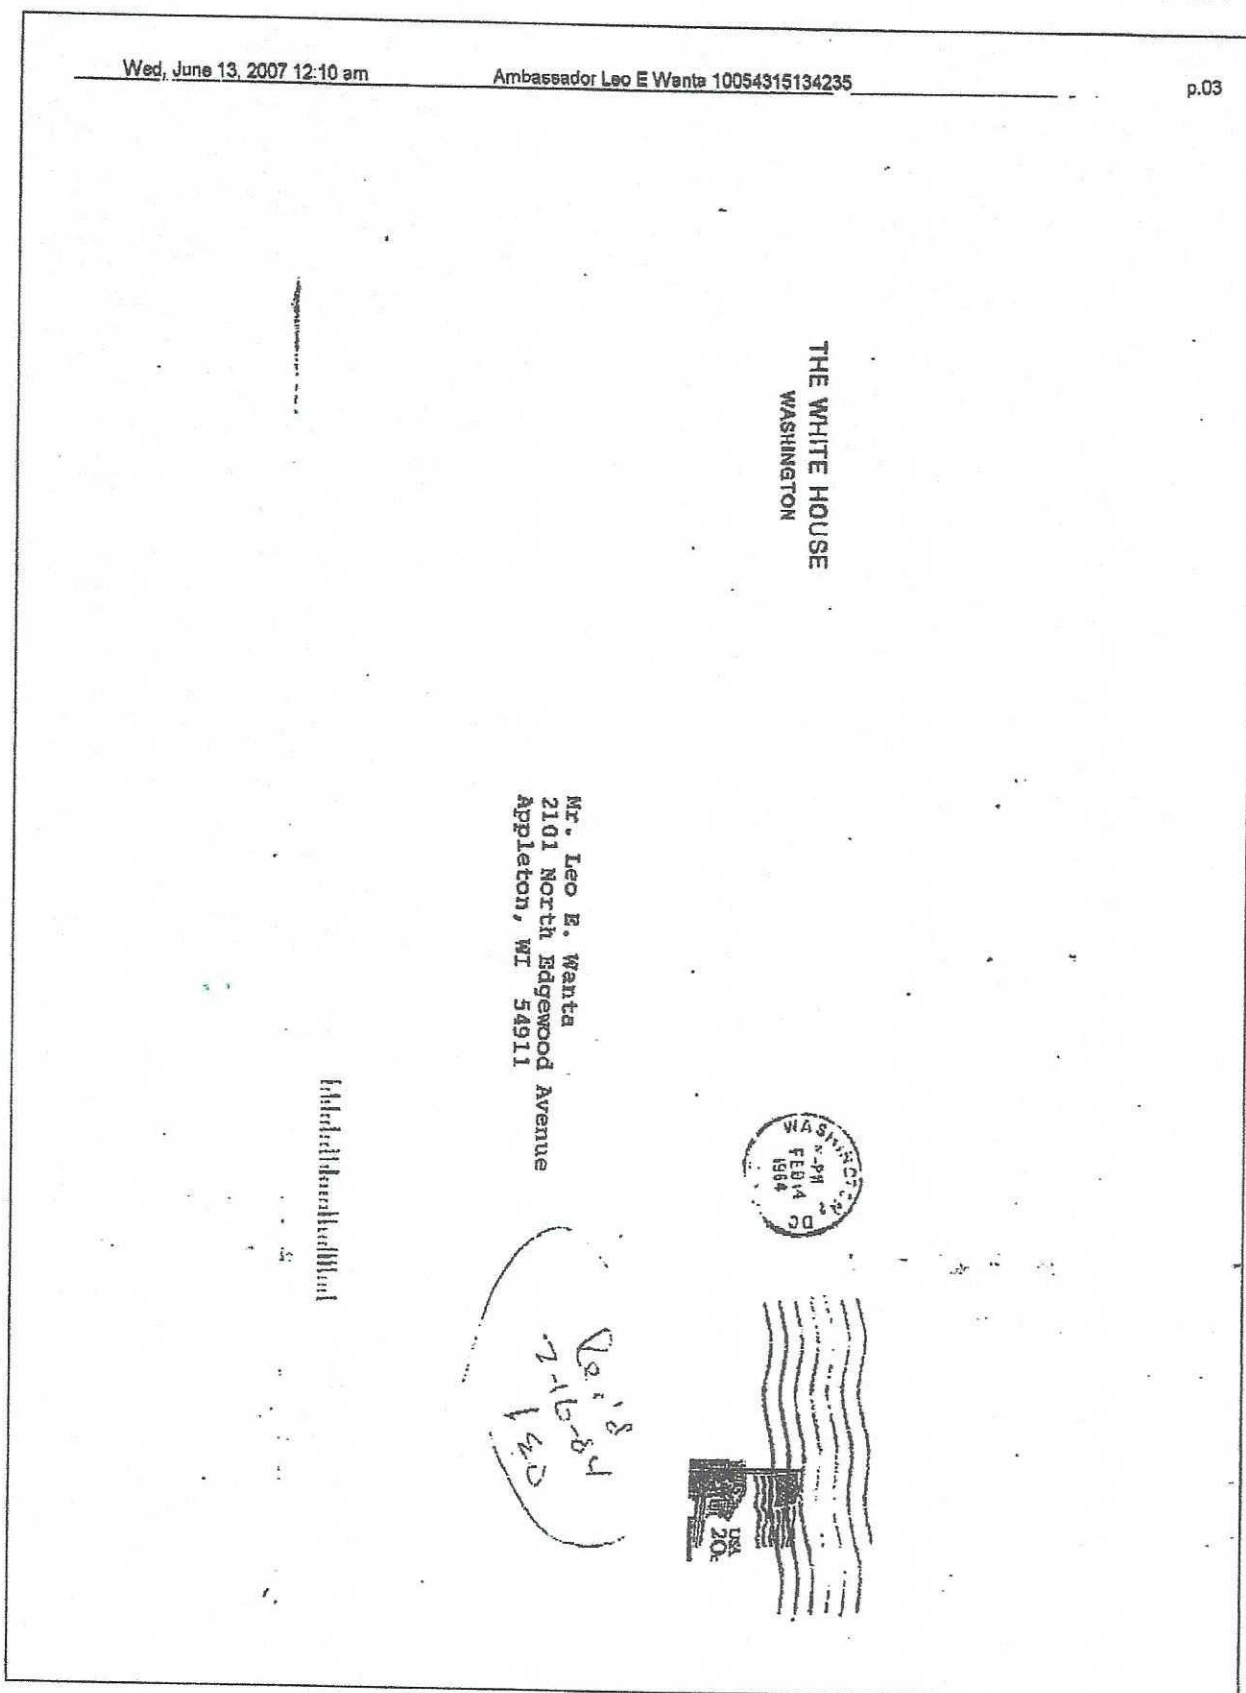 Wed, June 13, 2007 12:10 am Ambassador Leo E Wanta 10054315134235 p.03
THE WHITE HOUSE
WASHINGTON
WASHINGTON DC
PM
FEB 14
1984
USA
20c
Mr. Leo E. Wanta
2101 North Edgewood Avenue
Appleton, WI 54911
Rec'd
2-16-84